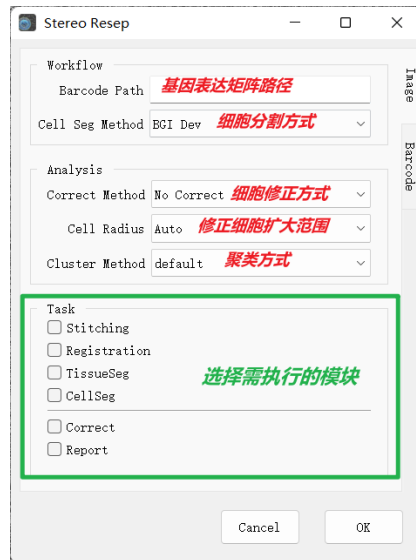 Stereo Resep
Workflow
Barcode Path 基因表达矩阵路径
Cell Seg Method BGI Dev 细胞分割方式
Analysis
Correct Method No Correct 细胞修正方式
Cell Radius Auto 修正细胞扩大范围
Cluster Method default 聚类方式
Task
Stitching
Registration
TissueSeg
选择需执行的模块
CellSeg
Correct
Report
Cancel OK
Image
Barcode